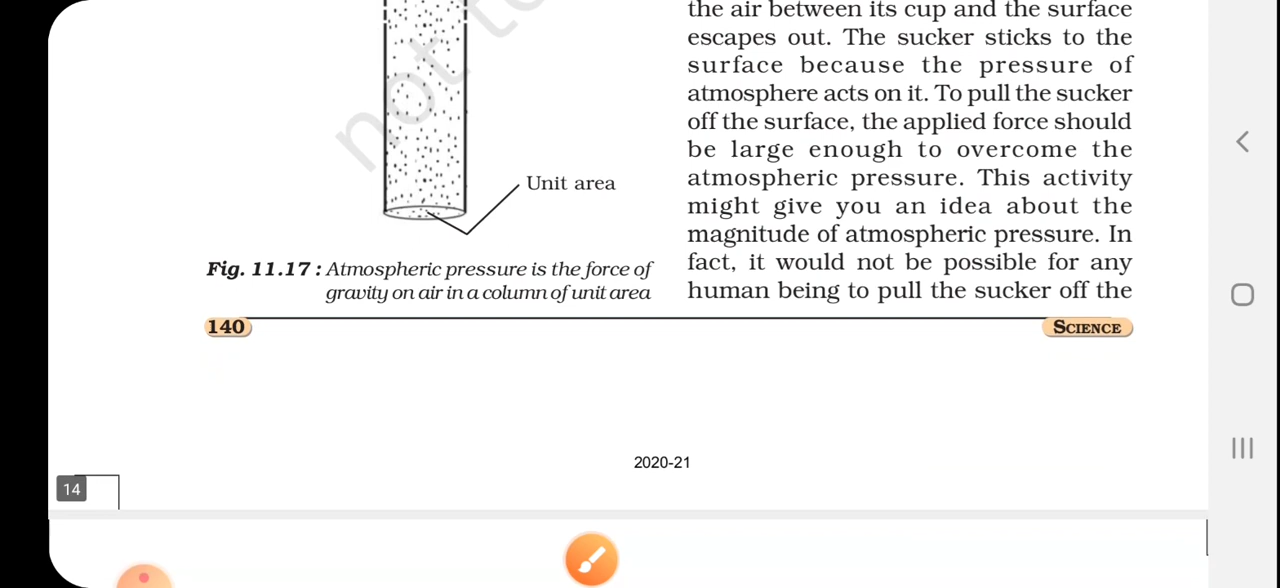 the air between its cup and the surface
escapes out. The sucker sticks to the
surface because the pressure of
atmosphere acts on it. To pull the sucker
off the surface, the applied force should
be large enough to overcome the
atmospheric pressure. This activity
might give you an idea about the
magnitude of atmospheric pressure. In
fact, it would not be possible for any
human being to pull the sucker off the
not to
Unit area
Fig. 11.17 : Atmospheric pressure is the force of
gravity on air in a column of unit area
140
SCIENCE
2020-21
14